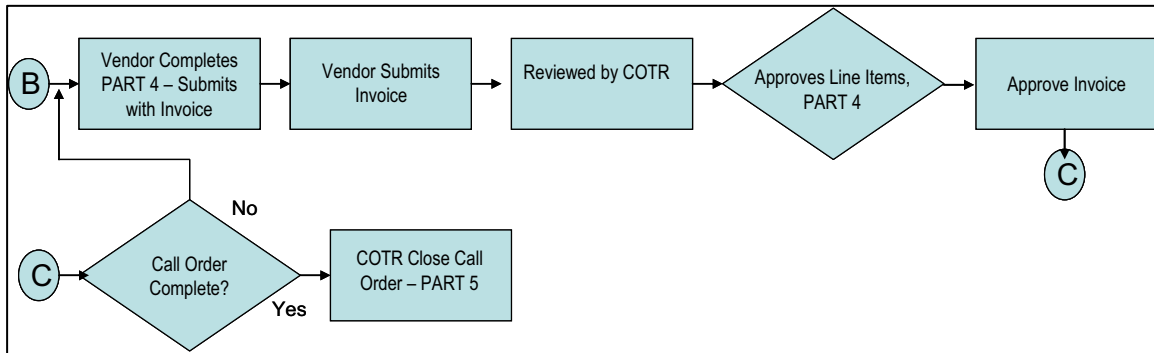 B
Vendor Completes
PART 4 – Submits
with Invoice
Vendor Submits
Invoice
Reviewed by COTR
Approves Line Items,
PART 4
Approve Invoice
C
No
C
Call Order
Complete?
Yes
COTR Close Call
Order – PART 5